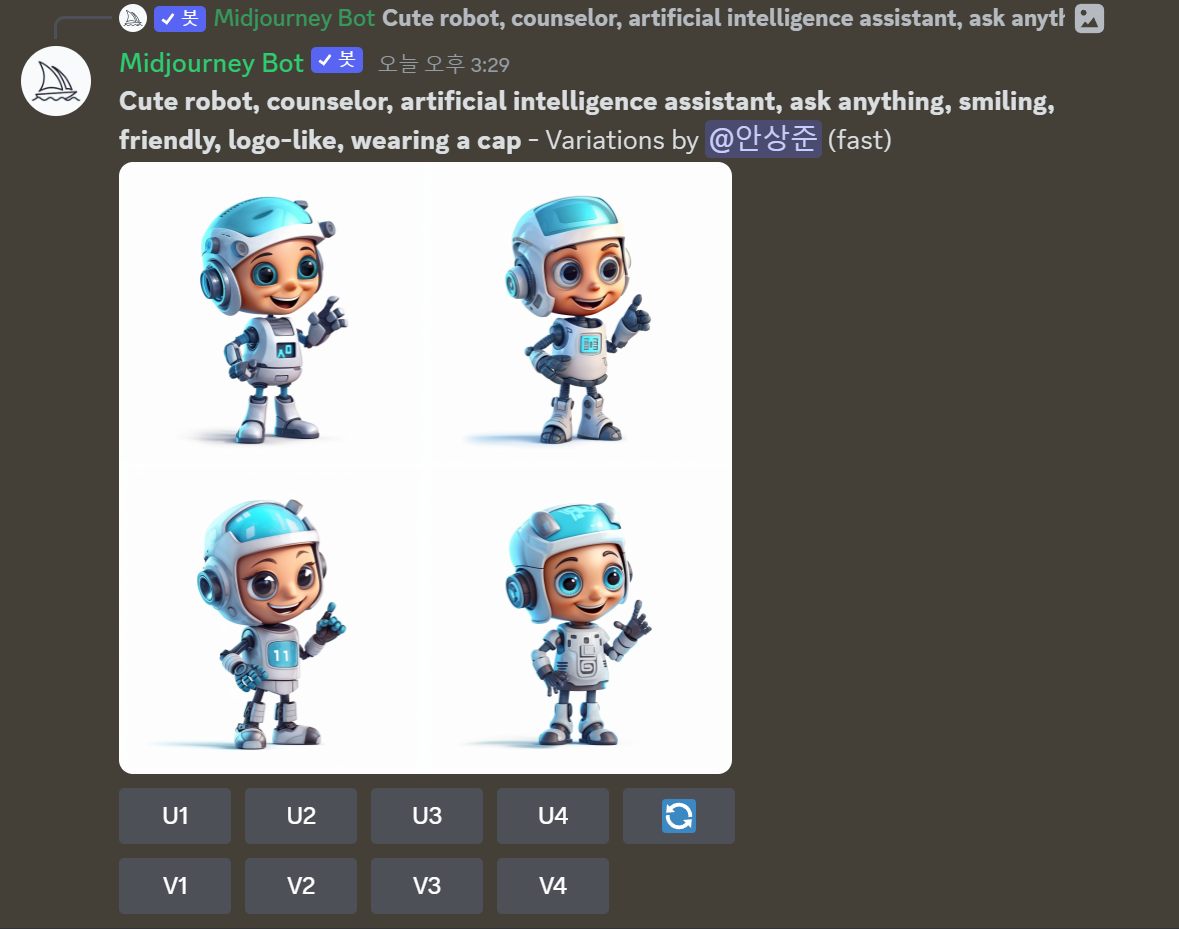 ✓ 봇 Midjourney Bot Cute robot, counselor, artificial intelligence assistant, ask anyth
Midjourney Bot ✓ 봇 오늘 오후 3:29
Cute robot, counselor, artificial intelligence assistant, ask anything, smiling,
friendly, logo-like, wearing a cap - Variations by @안상준 (fast)
11
U1 U2 U3 U4
V1 V2 V3 V4